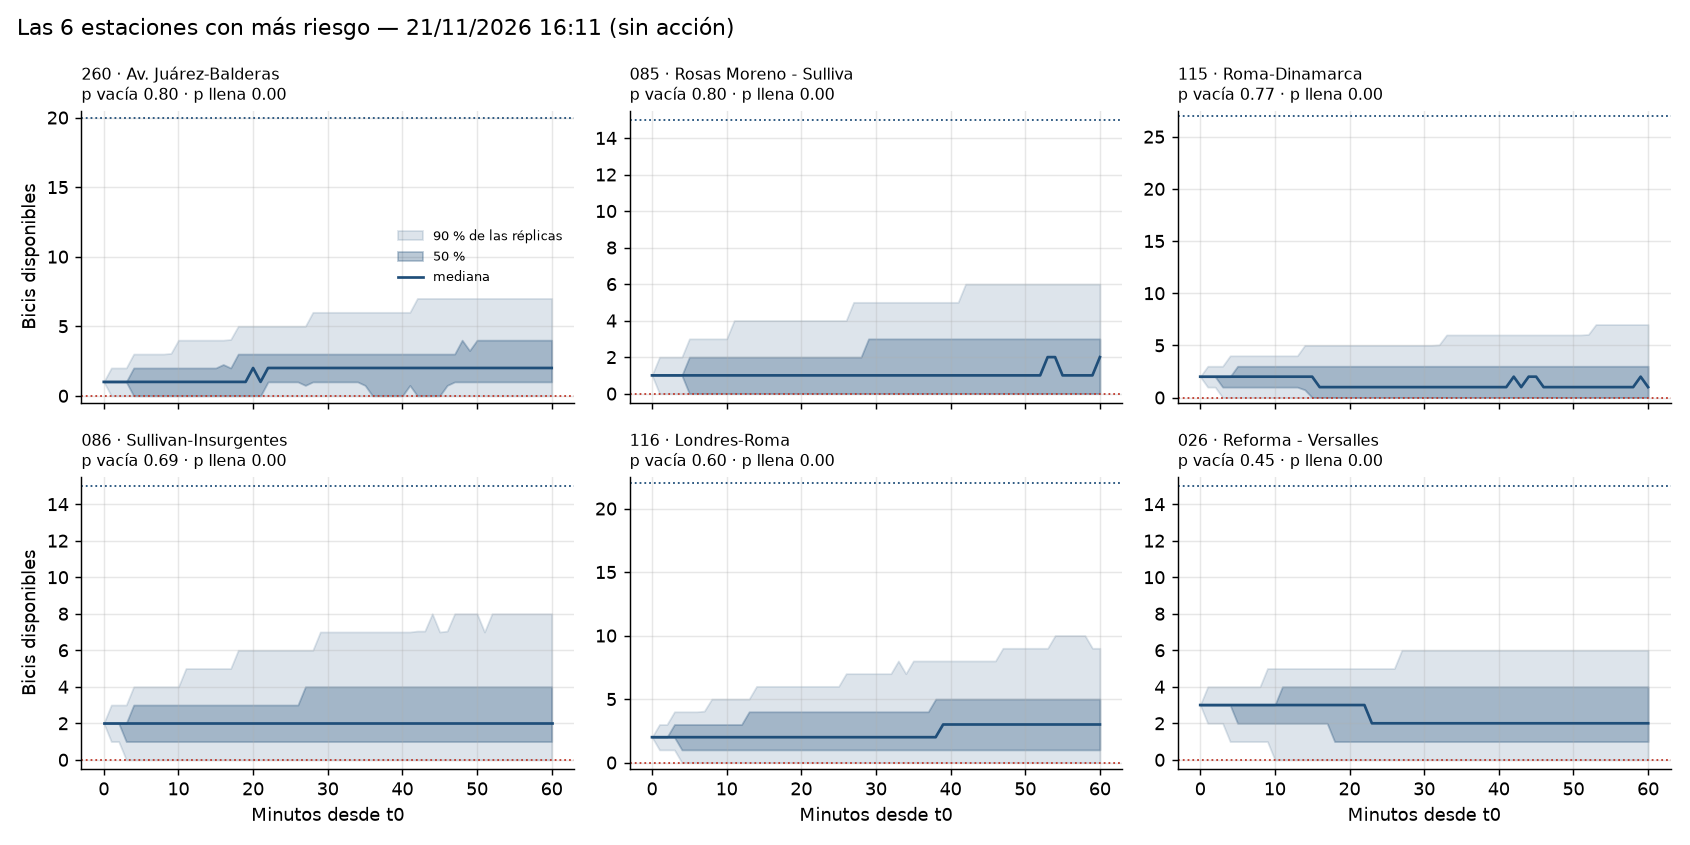 Las 6 estaciones con más riesgo — 21/11/2026 16:11 (sin acción)
260 · Av. Juárez-Balderas
p vacía 0.80 · p llena 0.00
20
15
10
5
0
Bicis disponibles
90 % de las réplicas
50 %
mediana
085 · Rosas Moreno - Sulliva
p vacía 0.80 · p llena 0.00
14
12
10
8
6
4
2
0
115 · Roma-Dinamarca
p vacía 0.77 · p llena 0.00
25
20
15
10
5
0
086 · Sullivan-Insurgentes
p vacía 0.69 · p llena 0.00
14
12
10
8
6
4
2
0
Bicis disponibles
0 10 20 30 40 50 60
Minutos desde t0
116 · Londres-Roma
p vacía 0.60 · p llena 0.00
20
15
10
5
0
0 10 20 30 40 50 60
Minutos desde t0
026 · Reforma - Versalles
p vacía 0.45 · p llena 0.00
14
12
10
8
6
4
2
0
0 10 20 30 40 50 60
Minutos desde t0